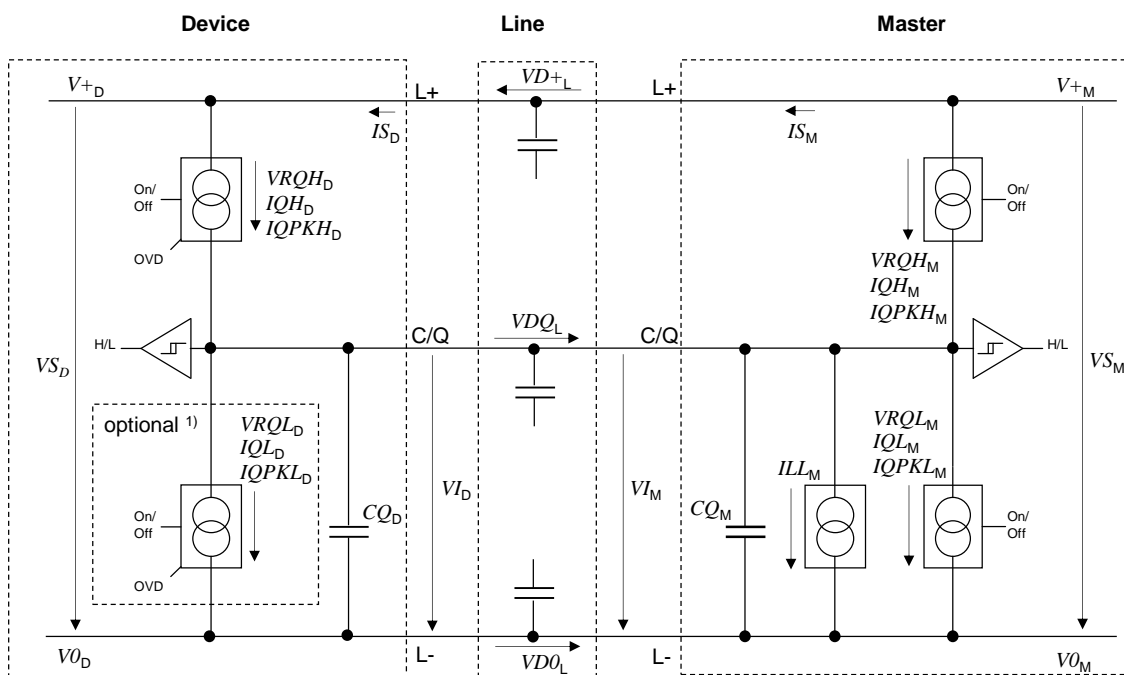 Device
Line
Master
V+D
L+
VD+L
L+
V+M
ISD
ISM
On/
Off
OVD
VRQHD
IQHD
IQPKHD
VRQHM
IQHM
IQPKHM
On/
Off
H/L
C/Q
VDQL
C/Q
H/L
VSD
VSM
optional 1)
VRQLD
IQLD
IQPKLD
On/
Off
OVD
CQD
VID
VIM
CQM
ILLM
VRQLM
IQLM
IQPKLM
On/
Off
V0D
L-
VD0L
L-
V0M